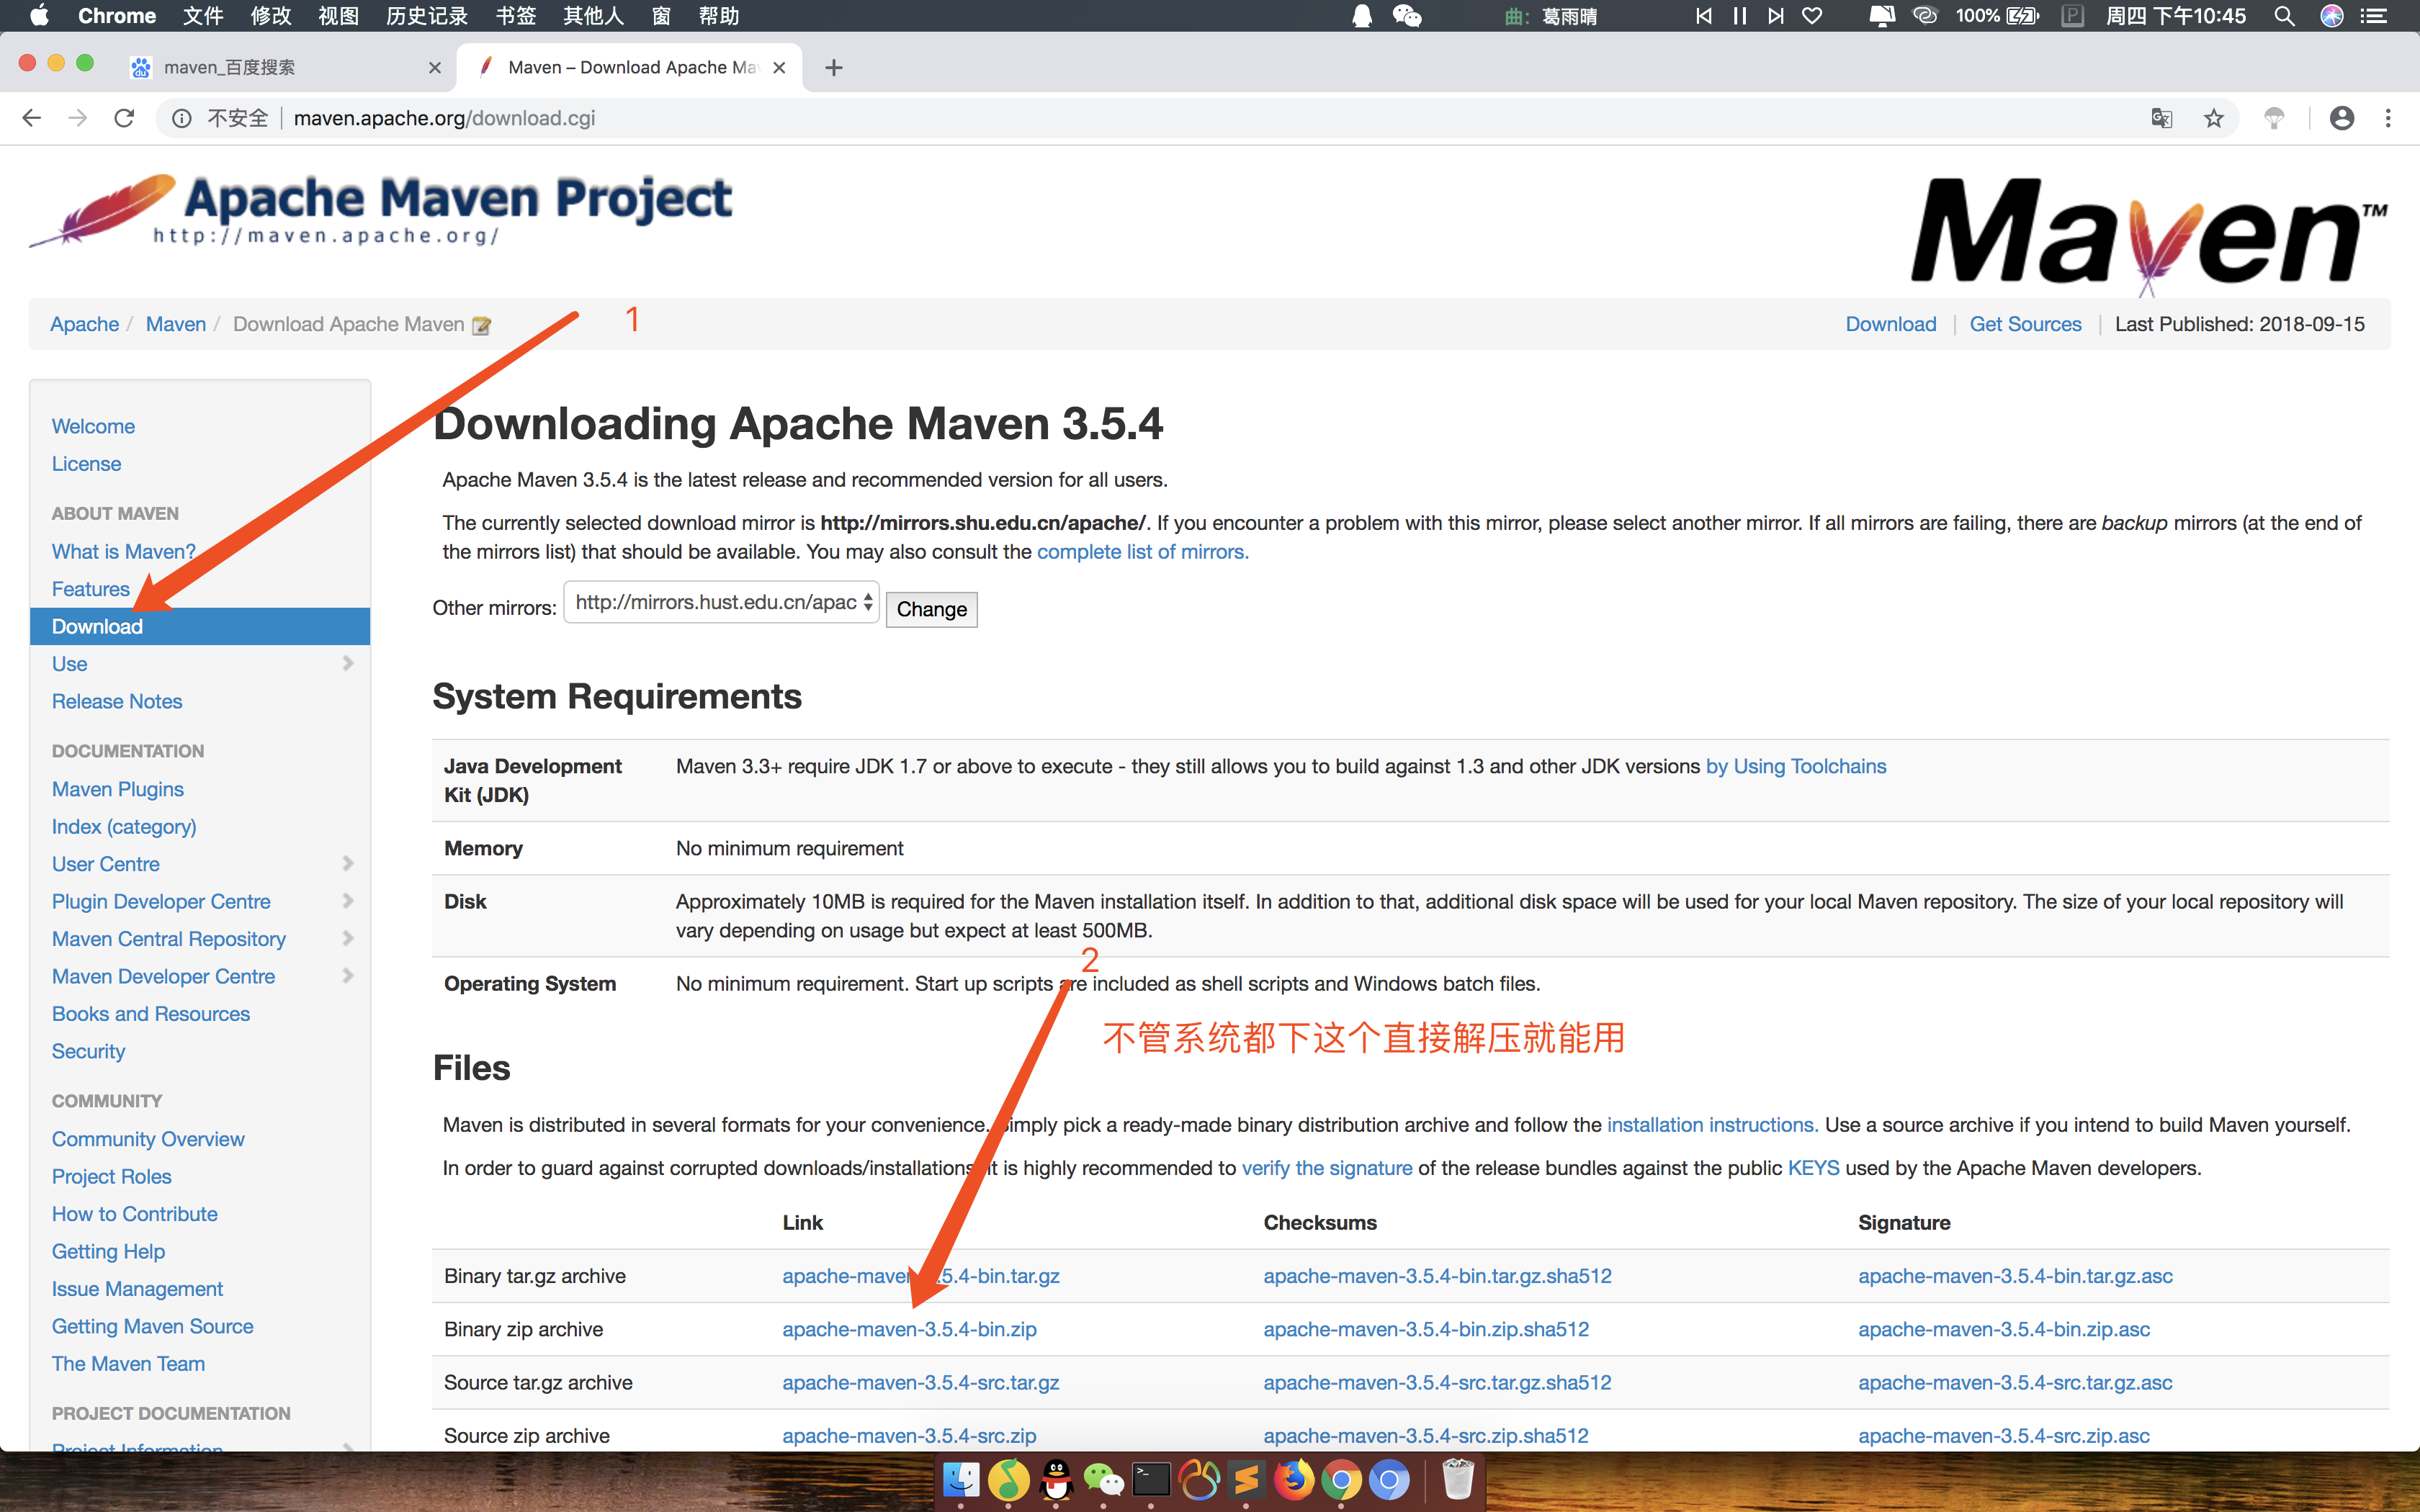 Chrome 文件 修改 视图 历史记录 书签 其他人 窗 帮助 曲: 葛雨晴 100% P 周四 下午10:45
maven_百度搜索
Maven – Download Apache Ma
不安全 maven.apache.org/download.cgi
Apache Maven Project
http://maven.apache.org/
Maven™
Apache / Maven / Download Apache Maven
1
Download | Get Sources | Last Published: 2018-09-15
Welcome
License
ABOUT MAVEN
What is Maven?
Features
Download
Use
Release Notes
DOCUMENTATION
Maven Plugins
Index (category)
User Centre
Plugin Developer Centre
Maven Central Repository
Maven Developer Centre
Books and Resources
Security
COMMUNITY
Community Overview
Project Roles
How to Contribute
Getting Help
Issue Management
Getting Maven Source
The Maven Team
PROJECT DOCUMENTATION
Project Information
Downloading Apache Maven 3.5.4
Apache Maven 3.5.4 is the latest release and recommended version for all users.
The currently selected download mirror is http://mirrors.shu.edu.cn/apache/. If you encounter a problem with this mirror, please select another mirror. If all mirrors are failing, there are backup mirrors (at the end of
the mirrors list) that should be available. You may also consult the complete list of mirrors.
Other mirrors: http://mirrors.hust.edu.cn/apac Change
System Requirements
Java Development Kit (JDK) Maven 3.3+ require JDK 1.7 or above to execute - they still allows you to build against 1.3 and other JDK versions by Using Toolchains
Memory No minimum requirement
Disk Approximately 10MB is required for the Maven installation itself. In addition to that, additional disk space will be used for your local Maven repository. The size of your local repository will
vary depending on usage but expect at least 500MB.
2
Operating System No minimum requirement. Start up scripts are included as shell scripts and Windows batch files.
不管系统都下这个直接解压就能用
Files
Maven is distributed in several formats for your convenience. Simply pick a ready-made binary distribution archive and follow the installation instructions. Use a source archive if you intend to build Maven yourself.
In order to guard against corrupted downloads/installations, it is highly recommended to verify the signature of the release bundles against the public KEYS used by the Apache Maven developers.
Link Checksums Signature
Binary tar.gz archive apache-maven-3.5.4-bin.tar.gz apache-maven-3.5.4-bin.tar.gz.sha512 apache-maven-3.5.4-bin.tar.gz.asc
Binary zip archive apache-maven-3.5.4-bin.zip apache-maven-3.5.4-bin.zip.sha512 apache-maven-3.5.4-bin.zip.asc
Source tar.gz archive apache-maven-3.5.4-src.tar.gz apache-maven-3.5.4-src.tar.gz.sha512 apache-maven-3.5.4-src.tar.gz.asc
Source zip archive apache-maven-3.5.4-src.zip apache-maven-3.5.4-src.zip.sha512 apache-maven-3.5.4-src.zip.asc